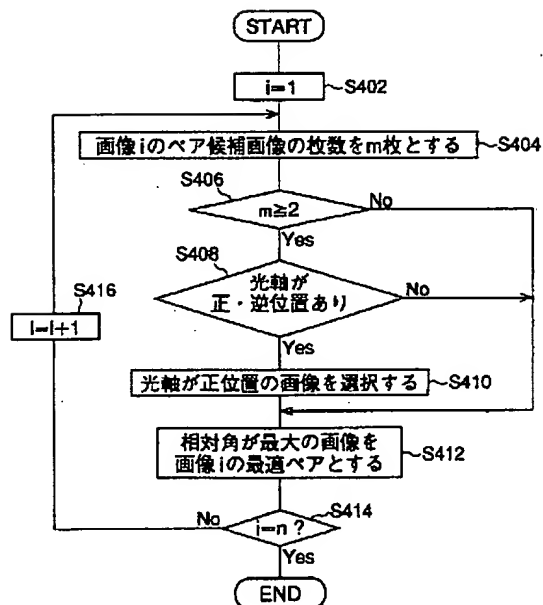 START
i=1
S402
画像iのペア候補画像の枚数をm枚とする
S404
S406
m≧2
No
Yes
S408
光軸が
正・逆位置あり
No
Yes
S416
i=i+1
光軸が正位置の画像を選択する
S410
相対角が最大の画像を
画像iの最適ペアとする
S412
S414
i=n?
No
Yes
END